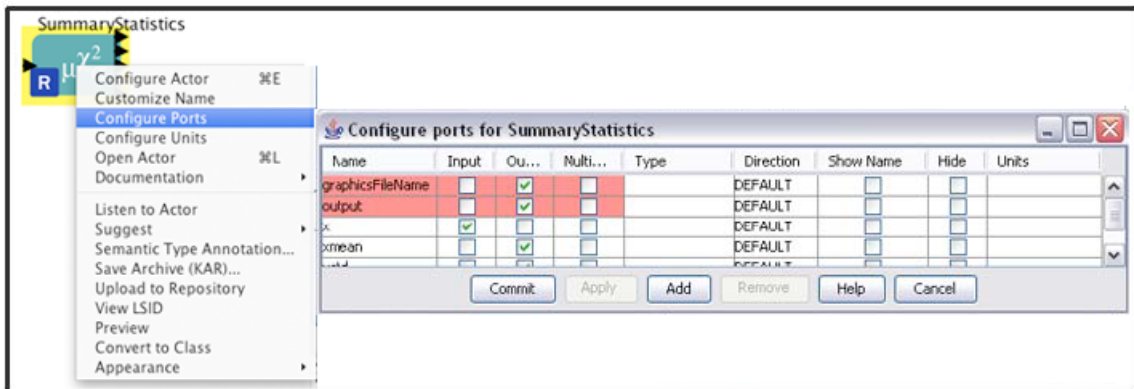 SummaryStatistics
μχ²
R
Configure Actor ⌘E
Customize Name
Configure Ports
Configure Units
Open Actor ⌘L
Documentation
Listen to Actor
Suggest
Semantic Type Annotation...
Save Archive (KAR)...
Upload to Repository
View LSID
Preview
Convert to Class
Appearance
Configure ports for SummaryStatistics
Name Input Ou... Multi... Type Direction Show Name Hide Units
graphicsFileName DEFAULT
output DEFAULT
x DEFAULT
xmean DEFAULT
DEFAULT
Commit Apply Add Remove Help Cancel